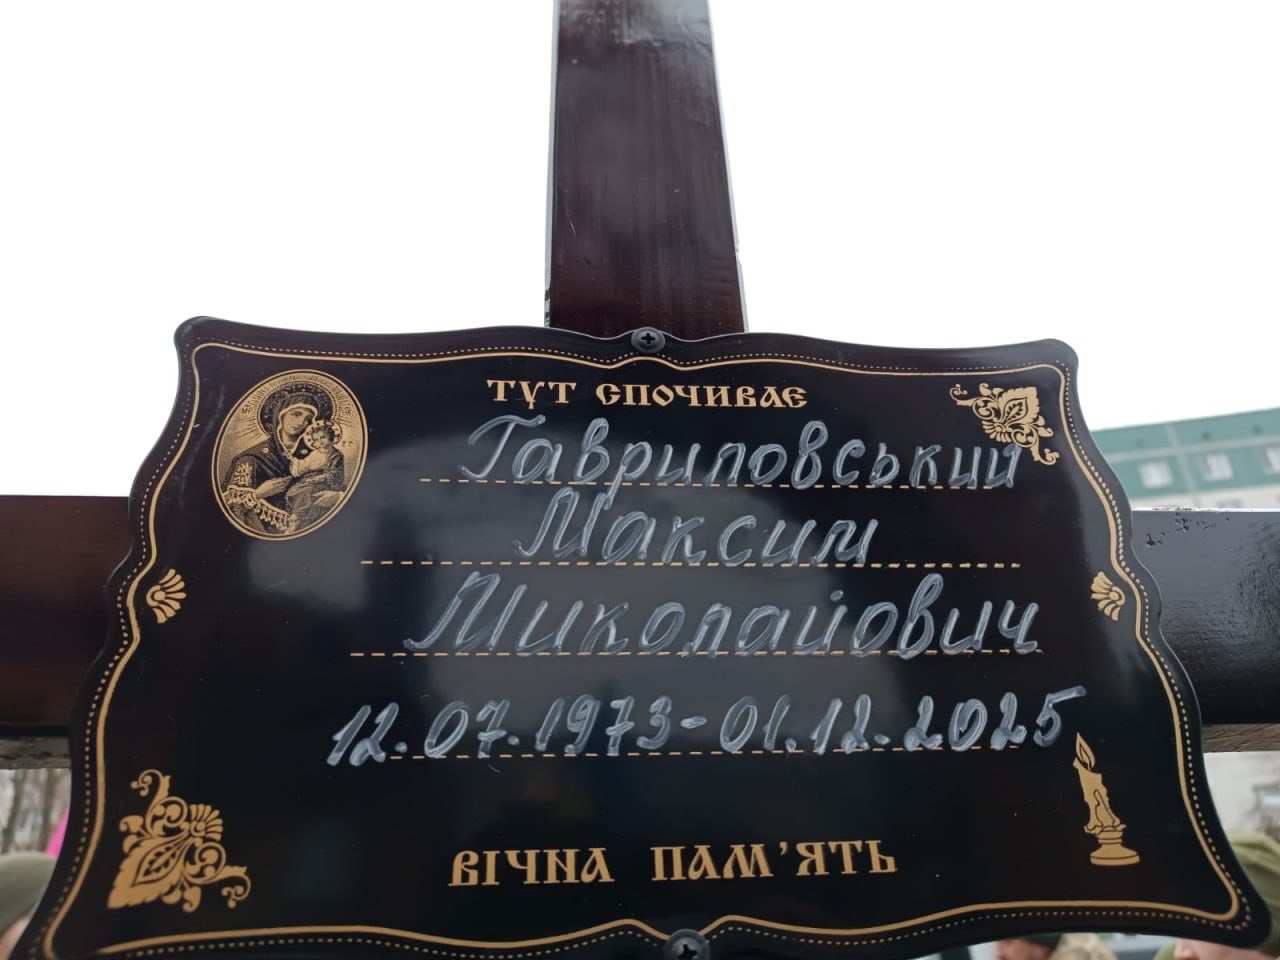 ТУТ СПОЧИВАЄ
Гавриловський
Максим
Миколайович
12.07.1973-01.12.2025
ВІЧНА ПАМ'ЯТЬ